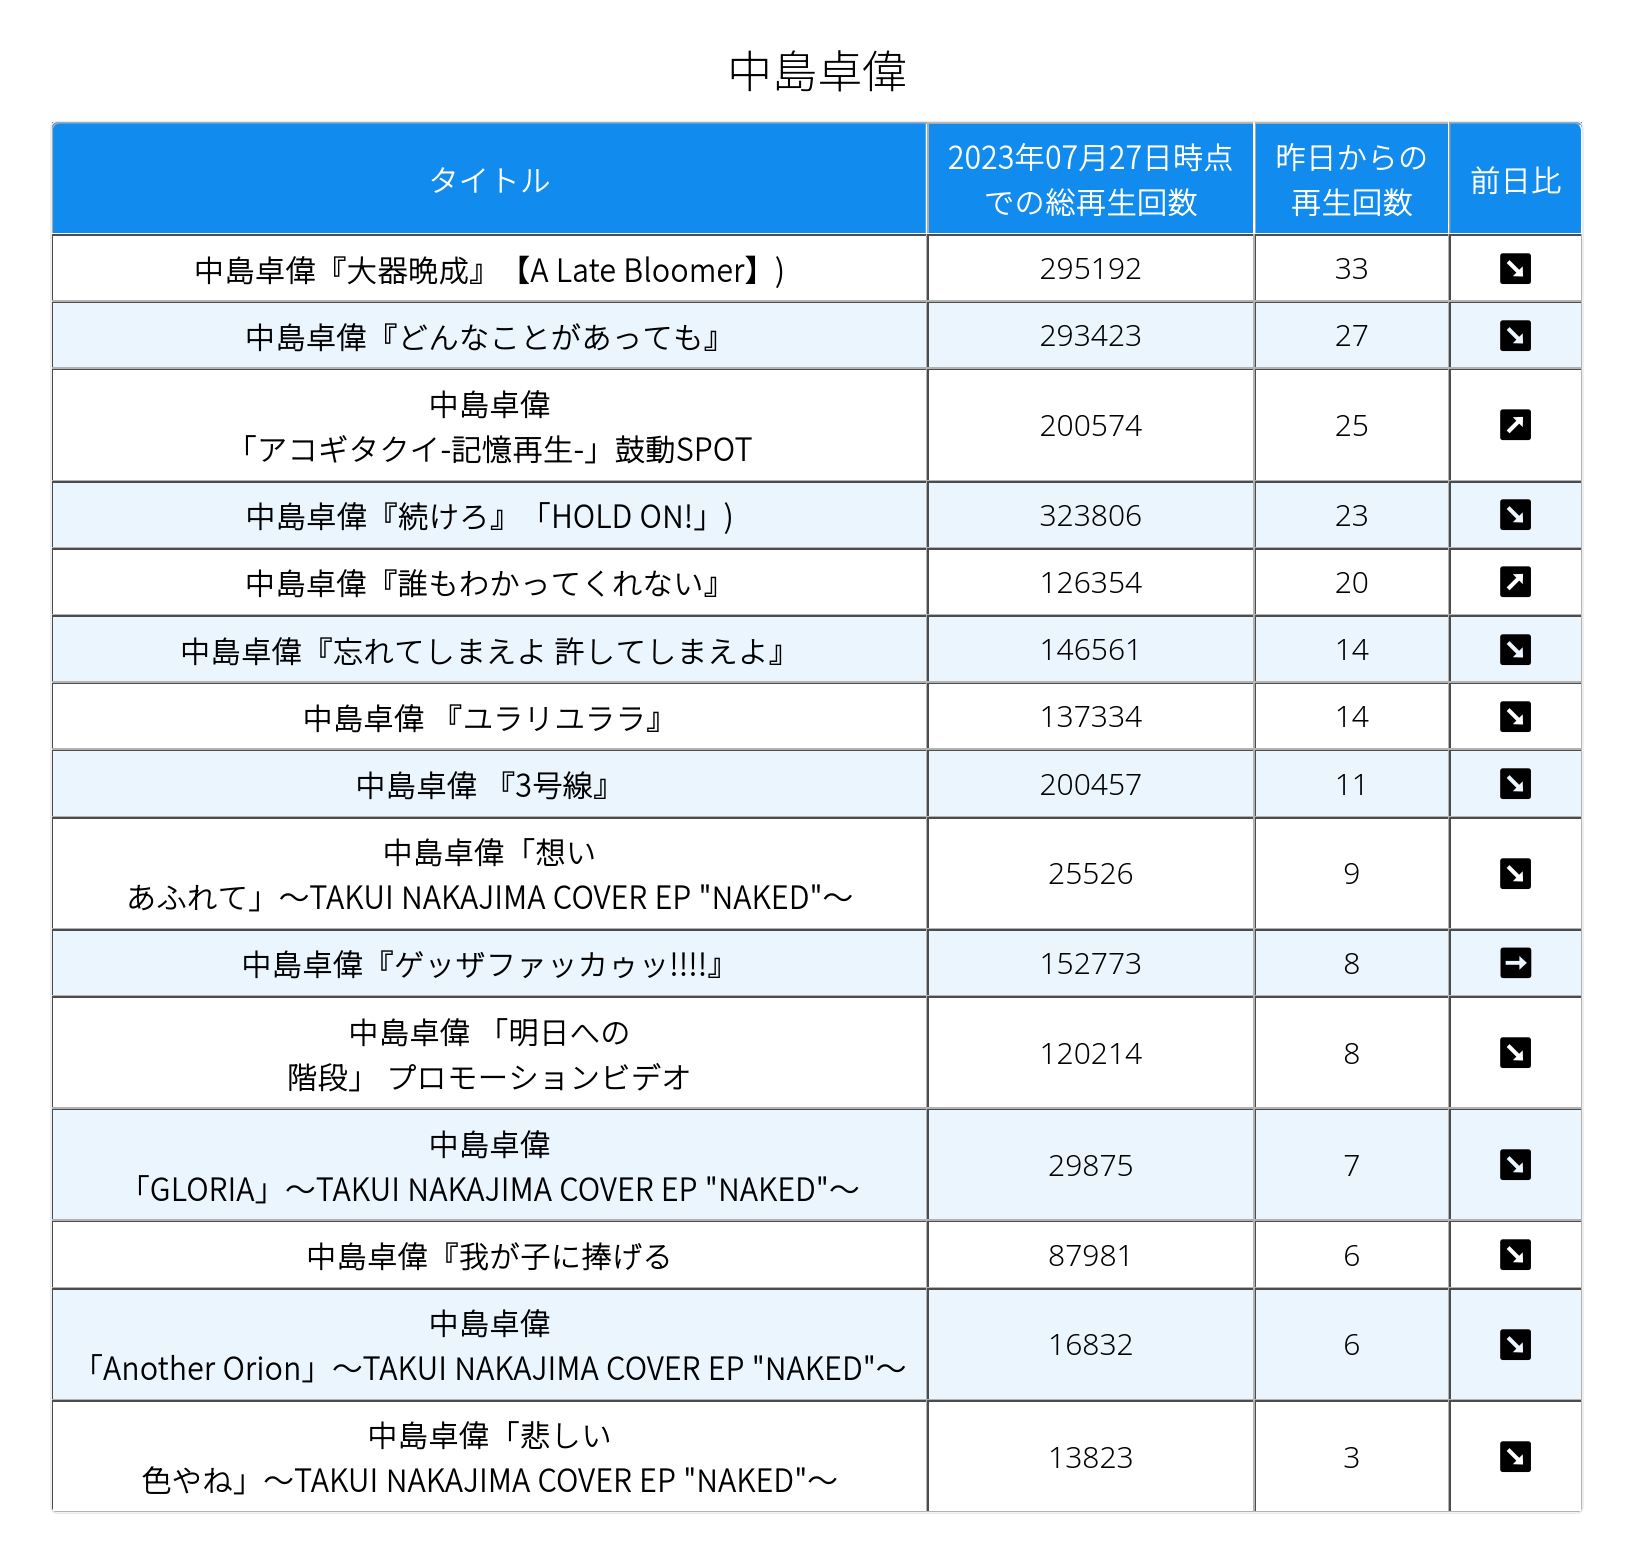 中島卓偉
タイトル
2023年07月27日時点
での総再生回数
昨日からの
再生回数
前日比
中島卓偉『大器晩成』【A Late Bloomer】)
295192
33
中島卓偉『どんなことがあっても』
293423
27
中島卓偉
「アコギタクイ-記憶再生-」鼓動SPOT
200574
25
中島卓偉『続けろ』「HOLD ON!」)
323806
23
中島卓偉『誰もわかってくれない』
126354
20
中島卓偉『忘れてしまえよ 許してしまえよ』
146561
14
中島卓偉 『ユラリユララ』
137334
14
中島卓偉 『3号線』
200457
11
中島卓偉「想い
あふれて」～TAKUI NAKAJIMA COVER EP "NAKED"～
25526
9
中島卓偉『ゲッザファッカゥッ!!!!』
152773
8
中島卓偉 「明日への
階段」 プロモーションビデオ
120214
8
中島卓偉
「GLORIA」～TAKUI NAKAJIMA COVER EP "NAKED"～
29875
7
中島卓偉『我が子に捧げる
87981
6
中島卓偉
「Another Orion」～TAKUI NAKAJIMA COVER EP "NAKED"～
16832
6
中島卓偉「悲しい
色やね」～TAKUI NAKAJIMA COVER EP "NAKED"～
13823
3